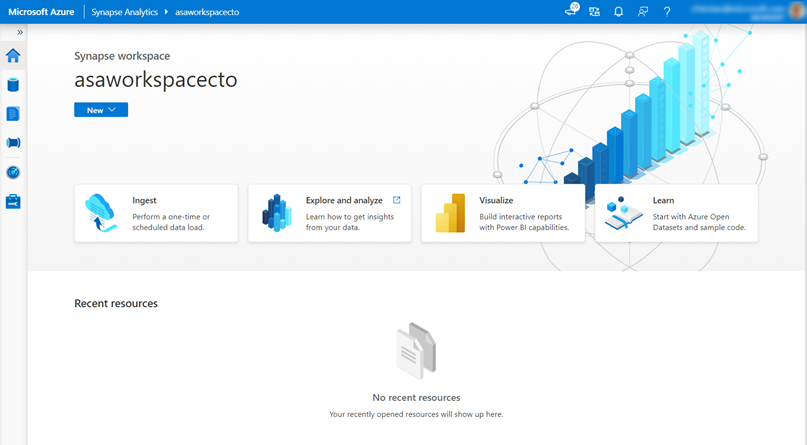 Microsoft Azure
Synapse Analytics
asaworkspacecto
Synapse workspace
asaworkspacecto
New
Ingest
Perform a one-time or
scheduled data load.
Explore and analyze
Learn how to get insights
from your data.
Visualize
Build interactive reports
with Power BI capabilities.
Learn
Start with Azure Open
Datasets and sample code.
Recent resources
No recent resources
Your recently opened resources will show up here.